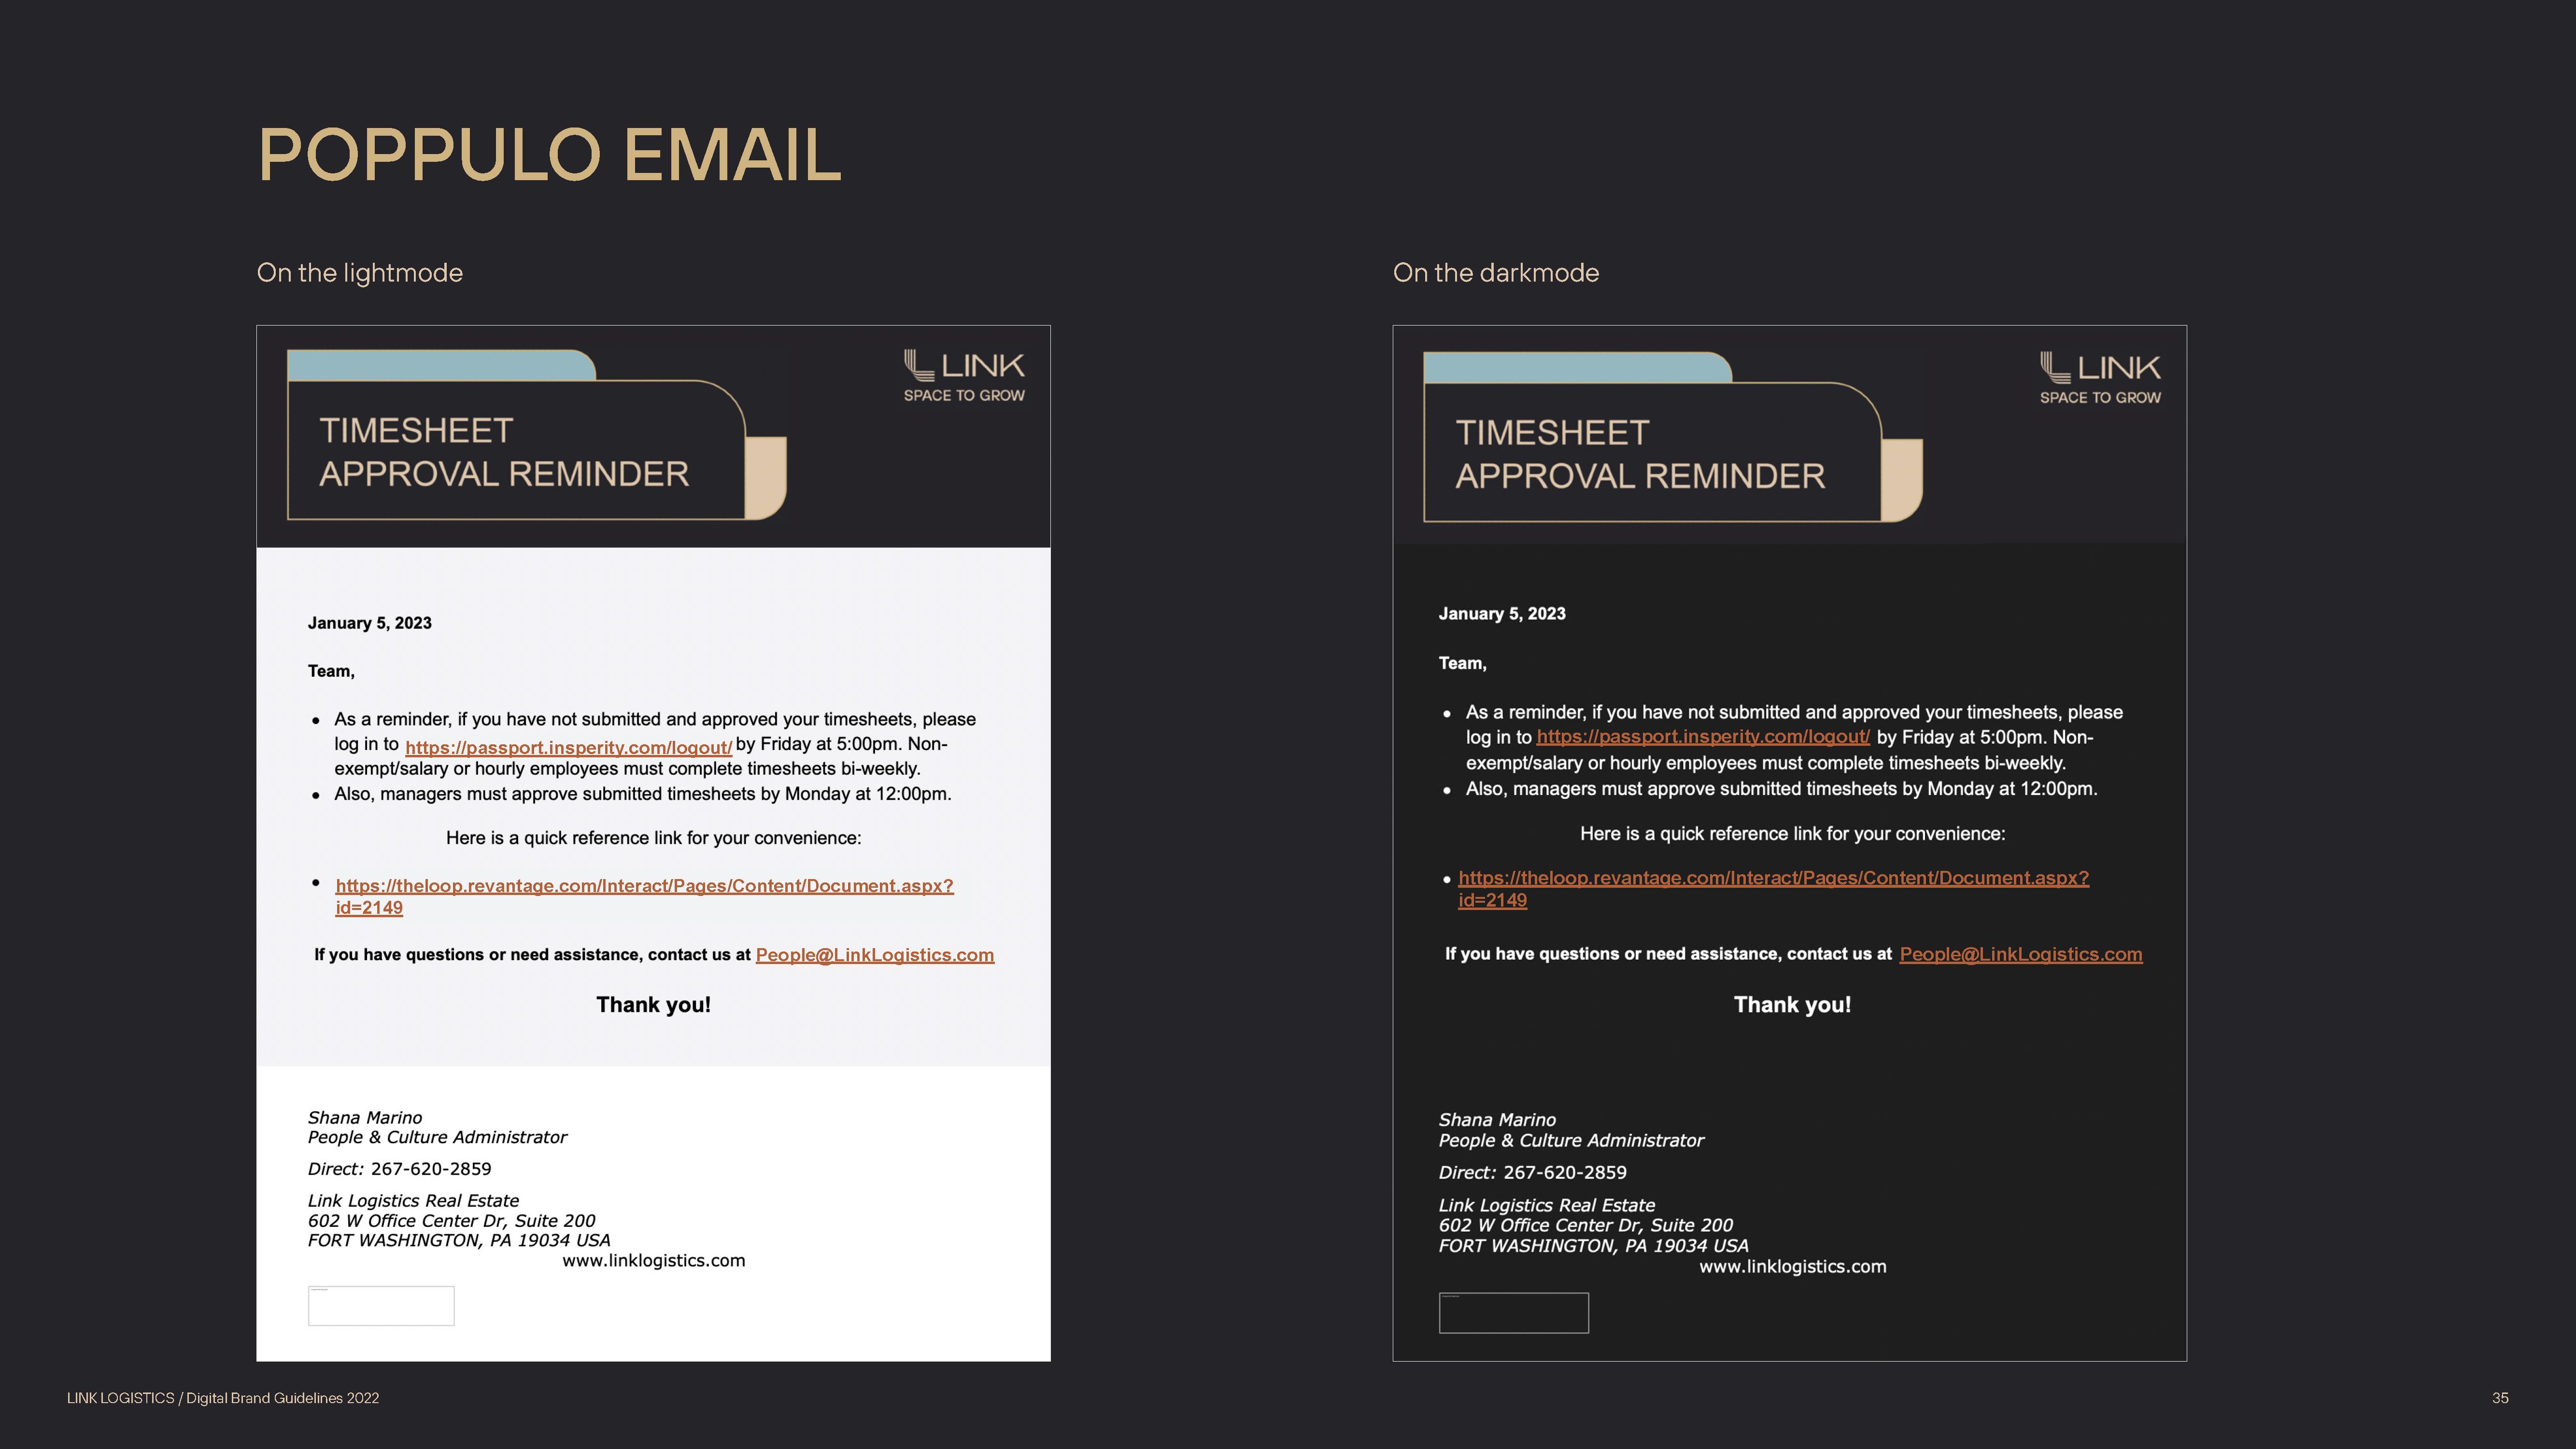 POPPULO EMAIL
On the lightmode
TIMESHEET
APPROVAL REMINDER
LINK
SPACE TO GROW
January 5, 2023
Team,
• As a reminder, if you have not submitted and approved your timesheets, please
log in to https://passport.insperity.com/logout/ by Friday at 5:00pm. Non-
exempt/salary or hourly employees must complete timesheets bi-weekly.
• Also, managers must approve submitted timesheets by Monday at 12:00pm.
Here is a quick reference link for your convenience:
• https://theloop.revantage.com/Interact/Pages/Content/Document.aspx?
id=2149
If you have questions or need assistance, contact us at People@LinkLogistics.com
Thank you!
Shana Marino
People & Culture Administrator
Direct: 267-620-2859
Link Logistics Real Estate
602 W Office Center Dr, Suite 200
FORT WASHINGTON, PA 19034 USA
www.linklogistics.com
On the darkmode
TIMESHEET
APPROVAL REMINDER
LINK
SPACE TO GROW
January 5, 2023
Team,
• As a reminder, if you have not submitted and approved your timesheets, please
log in to https://passport.insperity.com/logout/ by Friday at 5:00pm. Non-
exempt/salary or hourly employees must complete timesheets bi-weekly.
• Also, managers must approve submitted timesheets by Monday at 12:00pm.
Here is a quick reference link for your convenience:
• https://theloop.revantage.com/Interact/Pages/Content/Document.aspx?
id=2149
If you have questions or need assistance, contact us at People@LinkLogistics.com
Thank you!
Shana Marino
People & Culture Administrator
Direct: 267-620-2859
Link Logistics Real Estate
602 W Office Center Dr, Suite 200
FORT WASHINGTON, PA 19034 USA
www.linklogistics.com
LINK LOGISTICS / Digital Brand Guidelines 2022
35